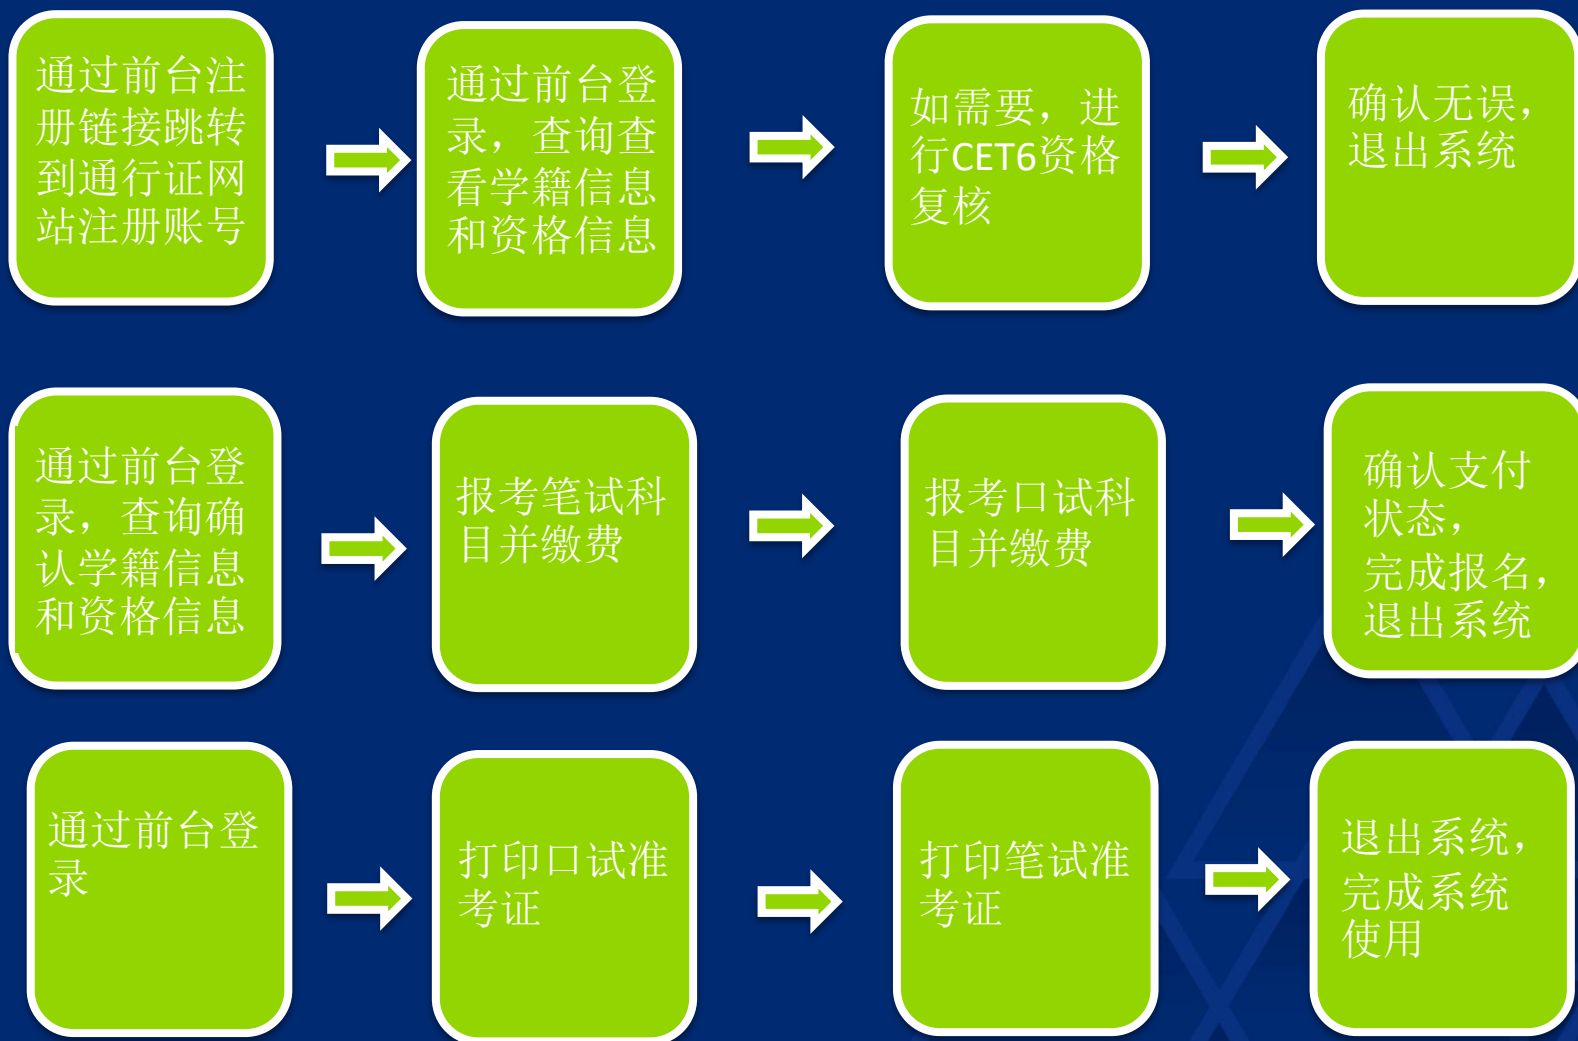 通过前台注
册链接跳转
到通行证网
站注册账号
通过前台登
录，查询查
看学籍信息
和资格信息
如需要，进
行CET6资格
复核
确认无误，
退出系统
通过前台登
录，查询确
认学籍信息
和资格信息
报考笔试科
目并缴费
报考口试科
目并缴费
确认支付
状态，
完成报名，
退出系统
通过前台登
录
打印口试准
考证
打印笔试准
考证
退出系统，
完成系统
使用